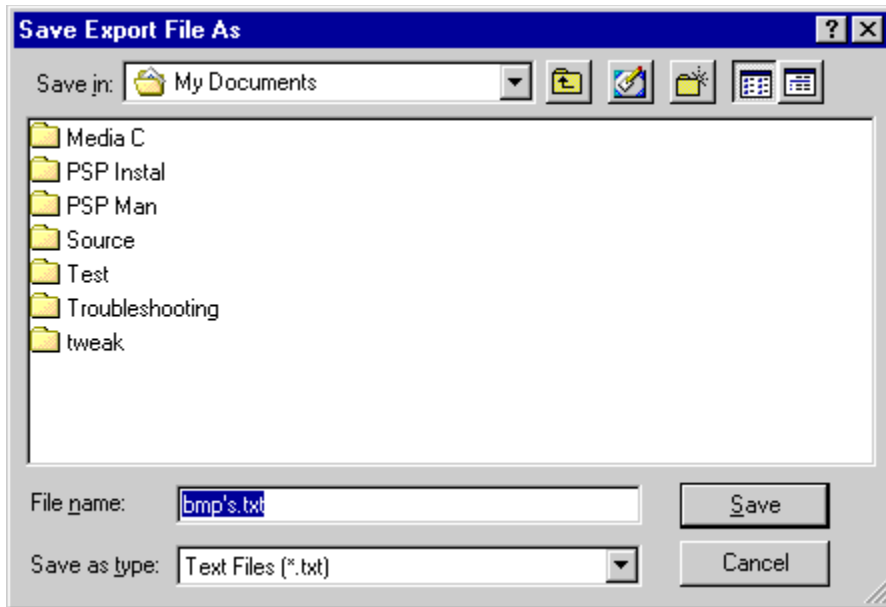 Save Export File As
Save in: My Documents
Media C
PSP Instal
PSP Man
Source
Test
Troubleshooting
tweak
File name: bmp's.txt Save
Save as type: Text Files (*.txt) Cancel